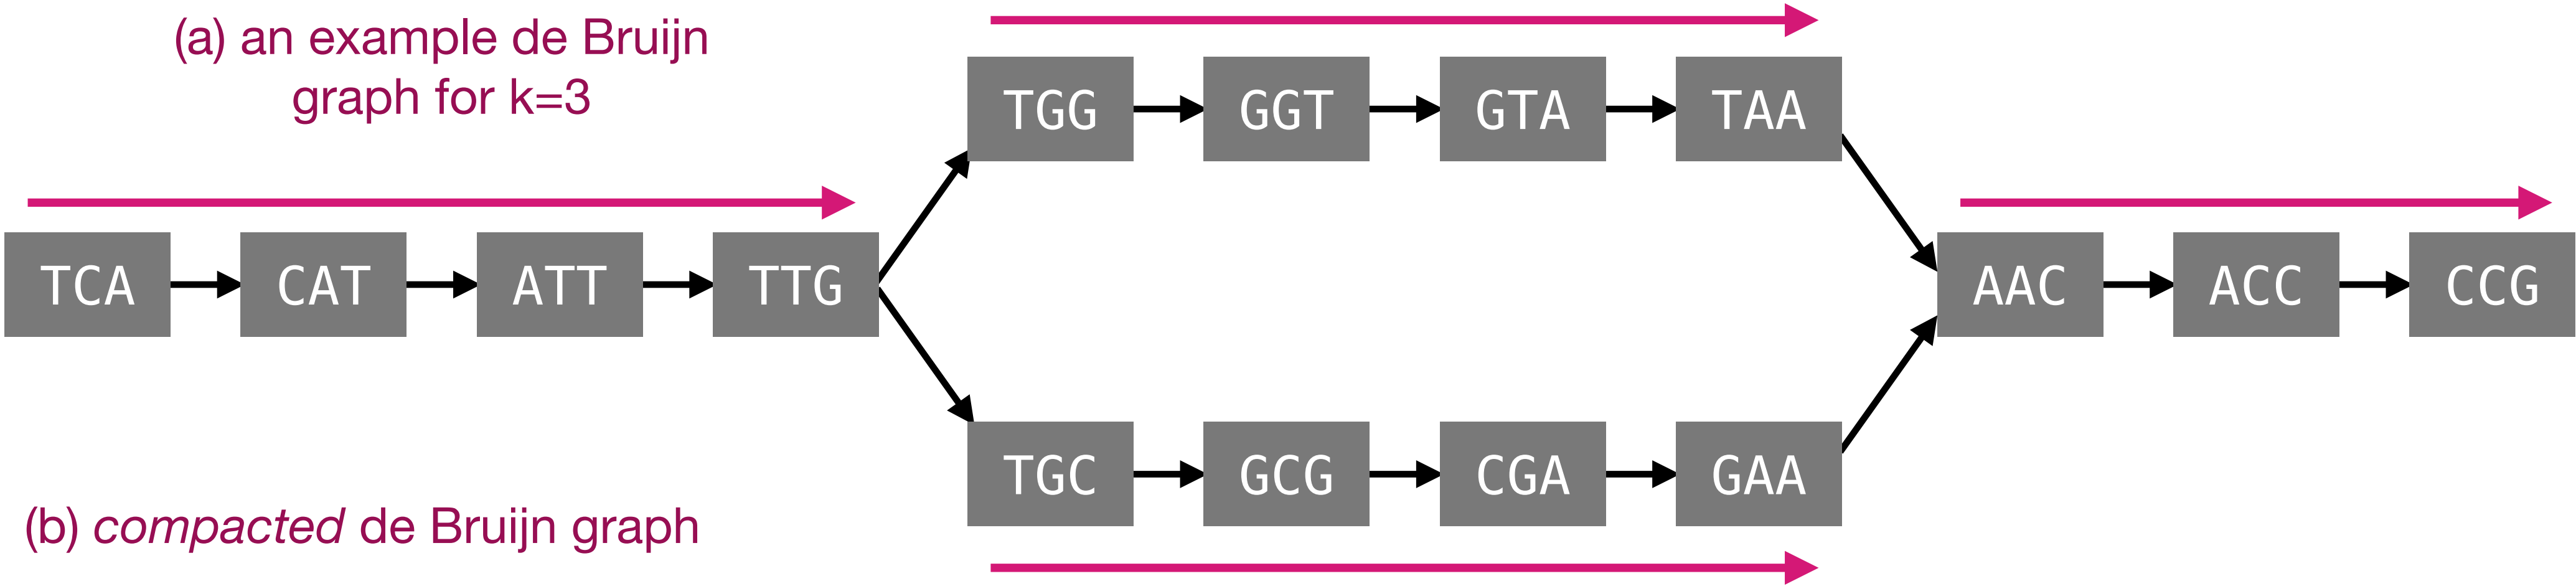 (a) an example de Bruijn
graph for k=3
TGG GGT GTA TAA
TCA CAT ATT TTG AAC ACC CCG
TGC GCG CGA GAA
(b) compacted de Bruijn graph